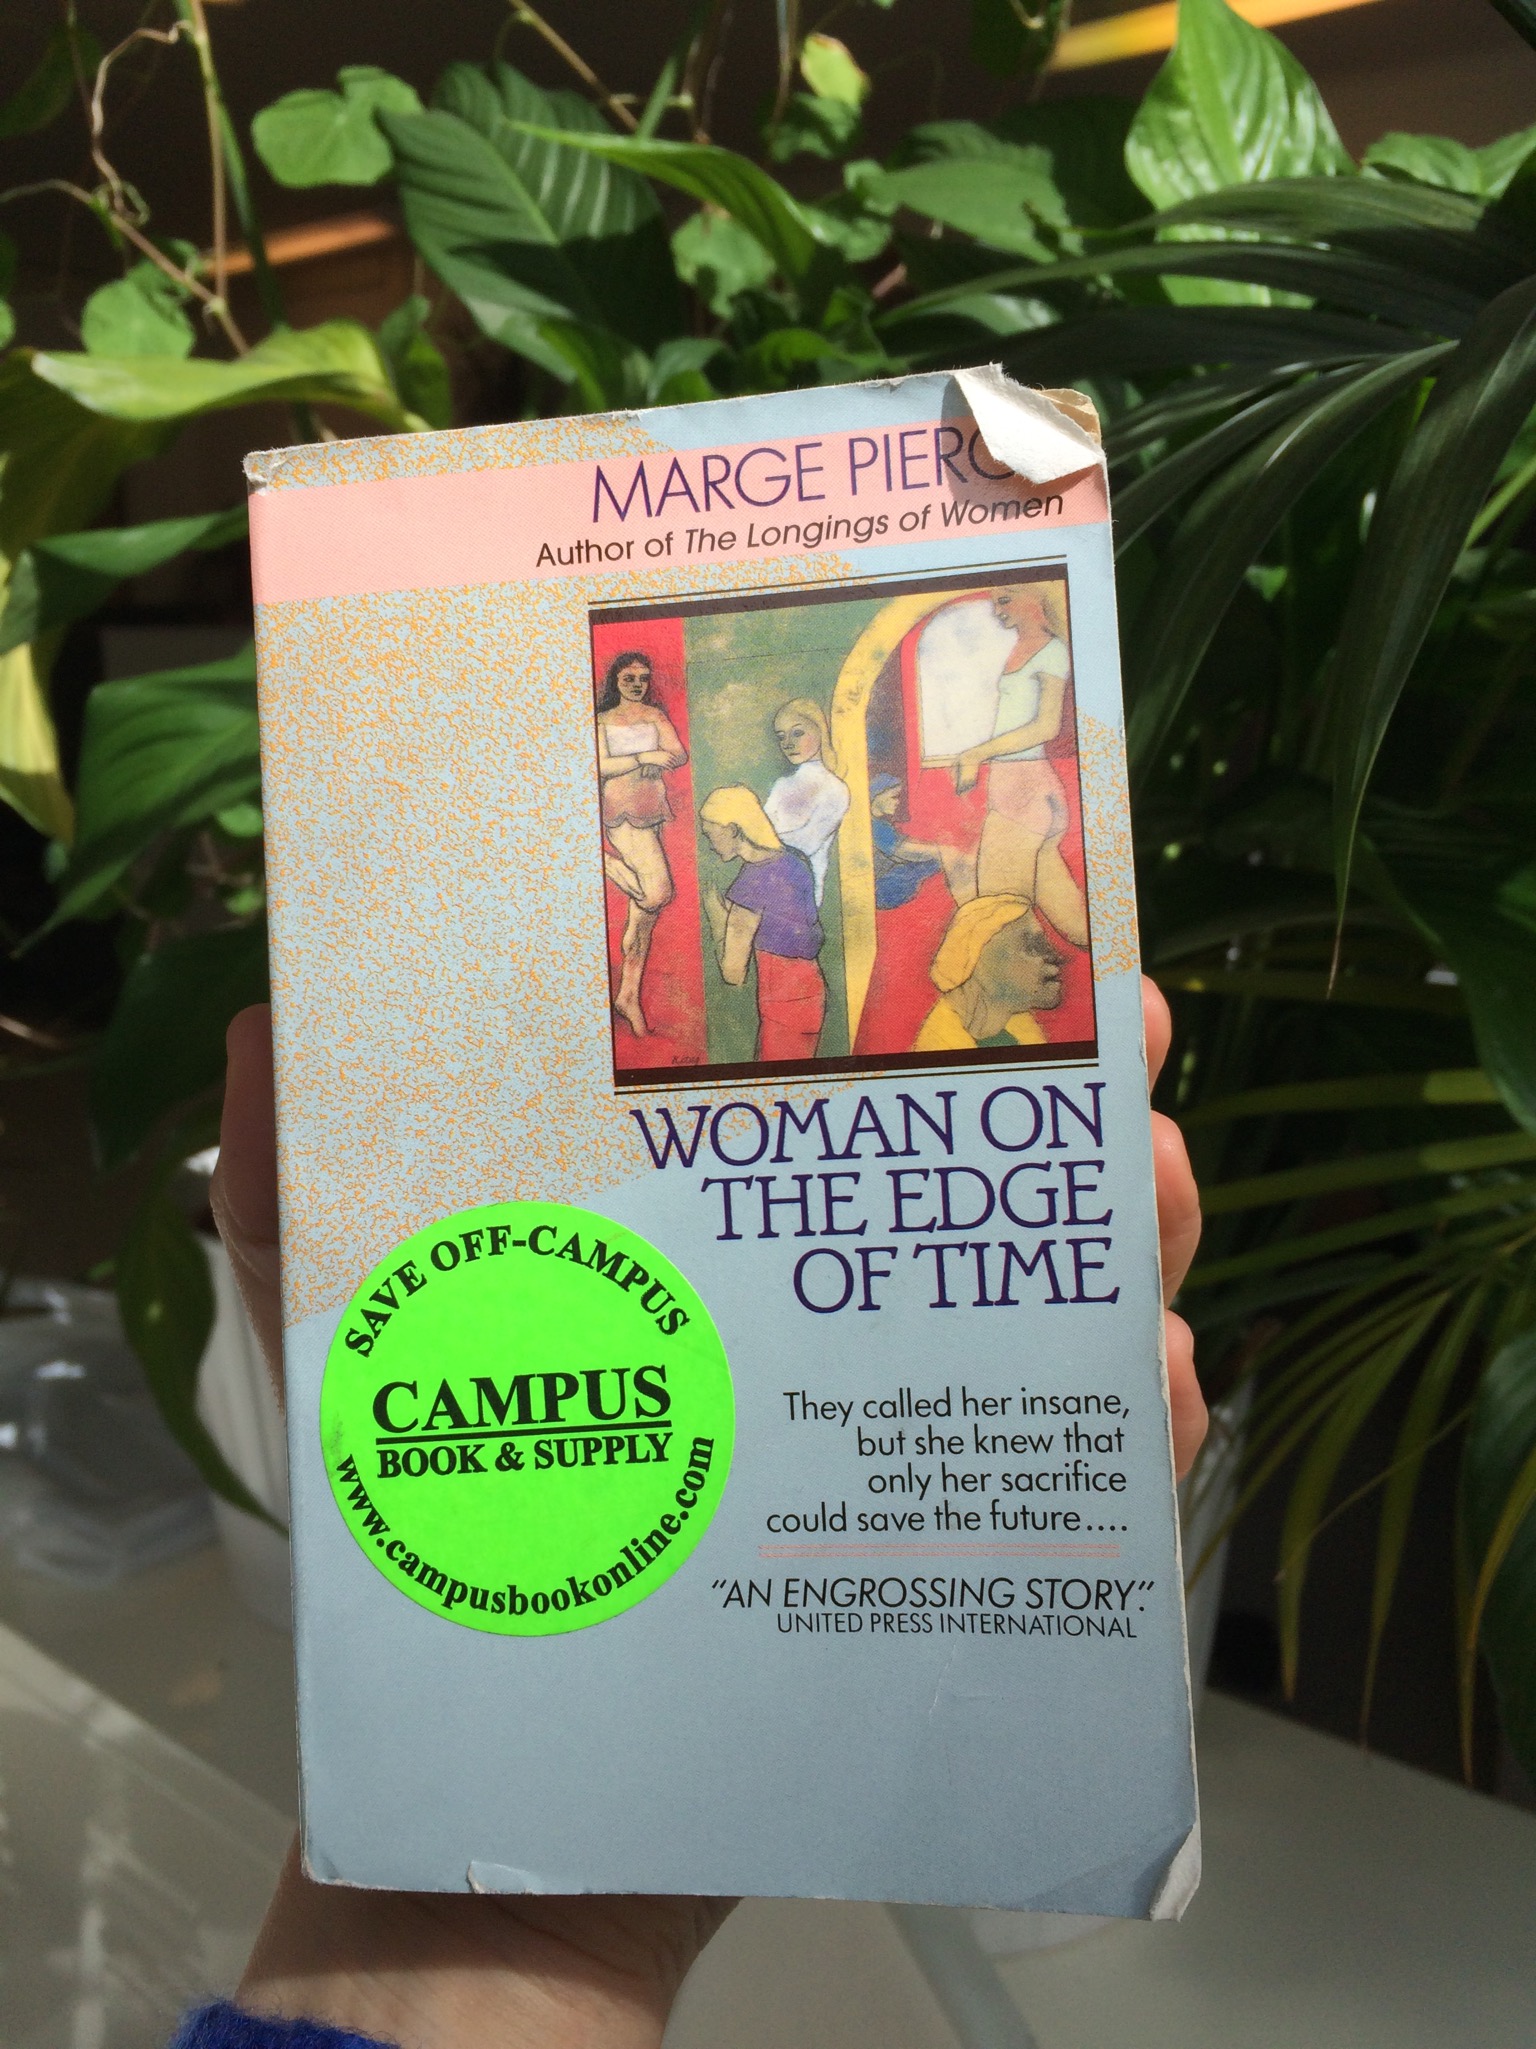 MARGE PIERC
Author of The Longings of Women
WOMAN ON
THE EDGE
OF TIME
SAVE OFF-CAMPUS
CAMPUS
BOOK & SUPPLY
www.campusbookonline.com
They called her insane,
but she knew that
only her sacrifice
could save the future....
"AN ENGROSSING STORY."
UNITED PRESS INTERNATIONAL